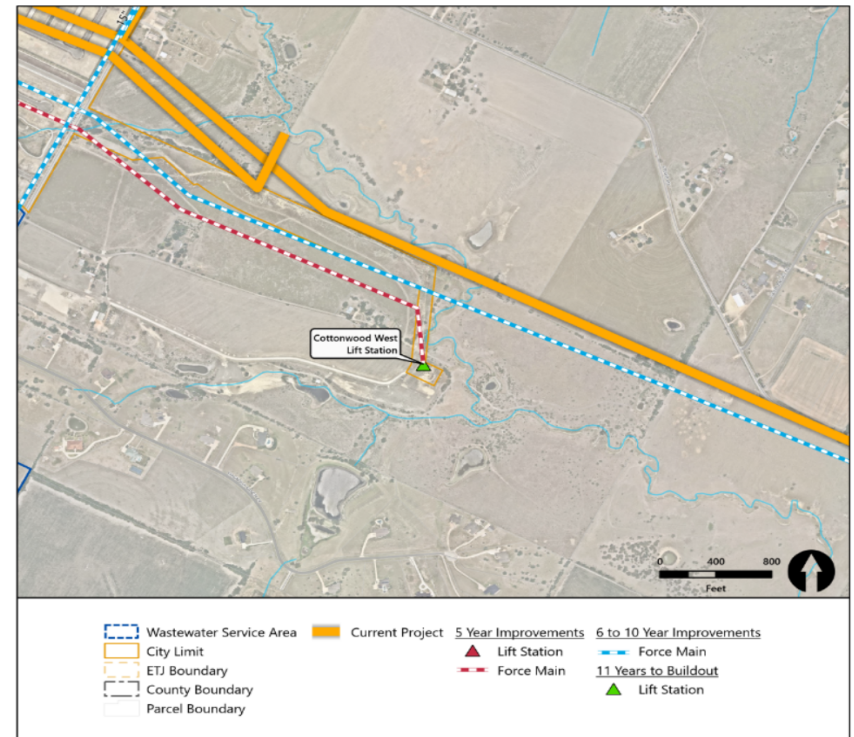 ST
Cottonwood West
Lift Station
0 400 800
Feet
Wastewater Service Area
City Limit
ETJ Boundary
County Boundary
Parcel Boundary
Current Project
5 Year Improvements
Lift Station
Force Main
6 to 10 Year Improvements
Force Main
11 Years to Buildout
Lift Station